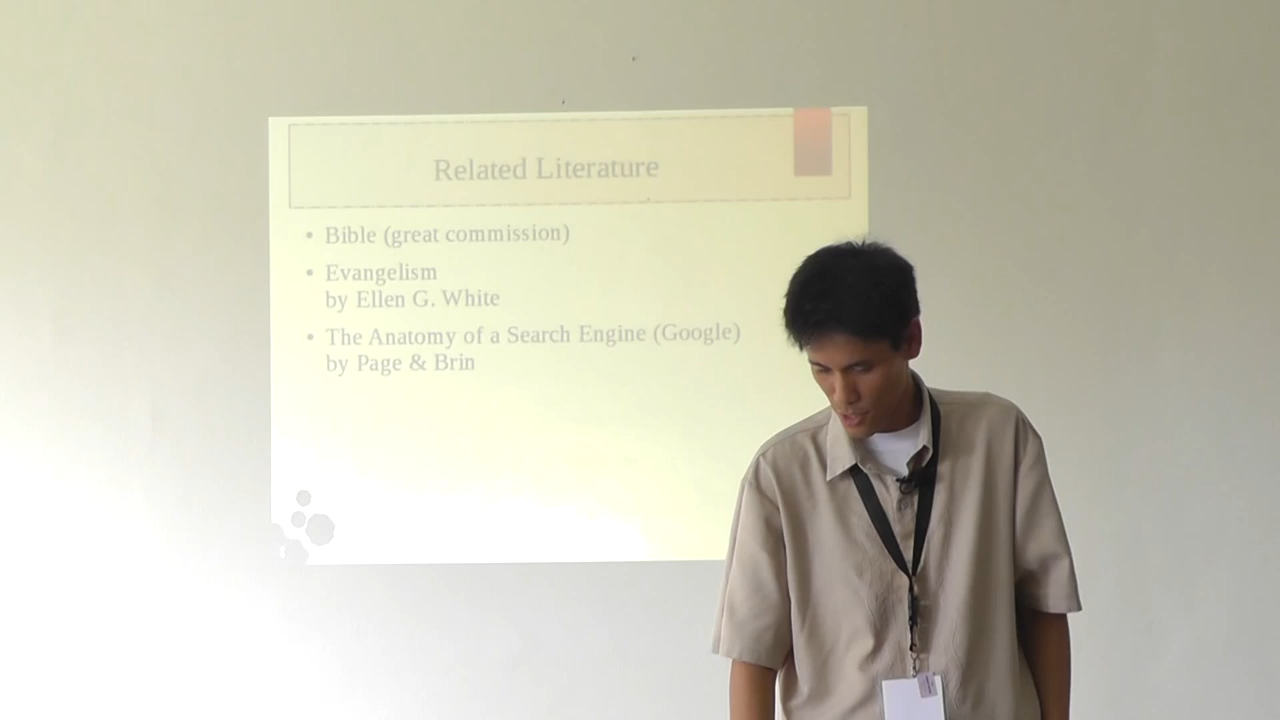 Related Literature
• Bible (great commission)
• Evangelism
by Ellen G. White
• The Anatomy of a Search Engine (Google)
by Page & Brin